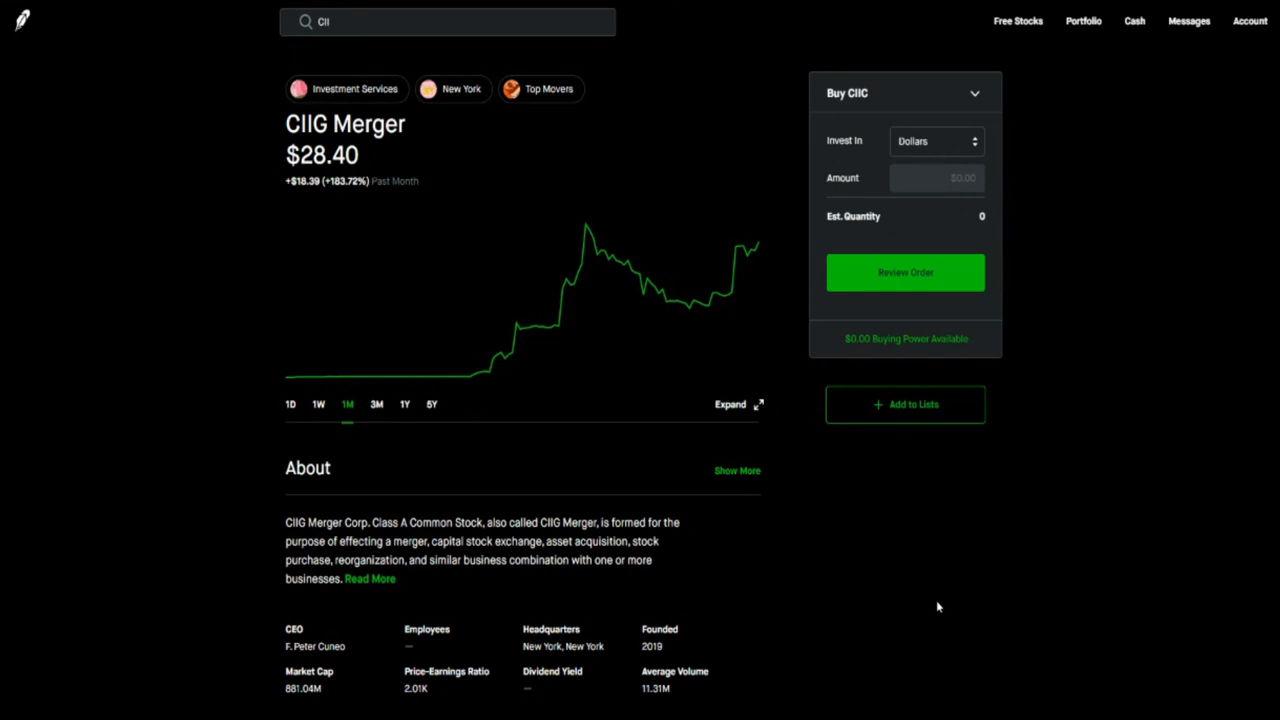 CII
Free Stocks Portfolio Cash Messages Account
Investment Services New York Top Movers
CIIG Merger
$28.40
+$18.39 (+183.72%) Past Month
Buy CIIC
Invest In Dollars
Amount $0.00
Est. Quantity 0
Review Order
$0.00 Buying Power Available
1D 1W 1M 3M 1Y 5Y Expand
+ Add to Lists
About Show More
CIIG Merger Corp. Class A Common Stock, also called CIIG Merger, is formed for the
purpose of effecting a merger, capital stock exchange, asset acquisition, stock
purchase, reorganization, and similar business combination with one or more
businesses. Read More
CEO Employees Headquarters Founded
F. Peter Cuneo — New York, New York 2019
Market Cap Price-Earnings Ratio Dividend Yield Average Volume
881.04M 2.01K — 11.31M